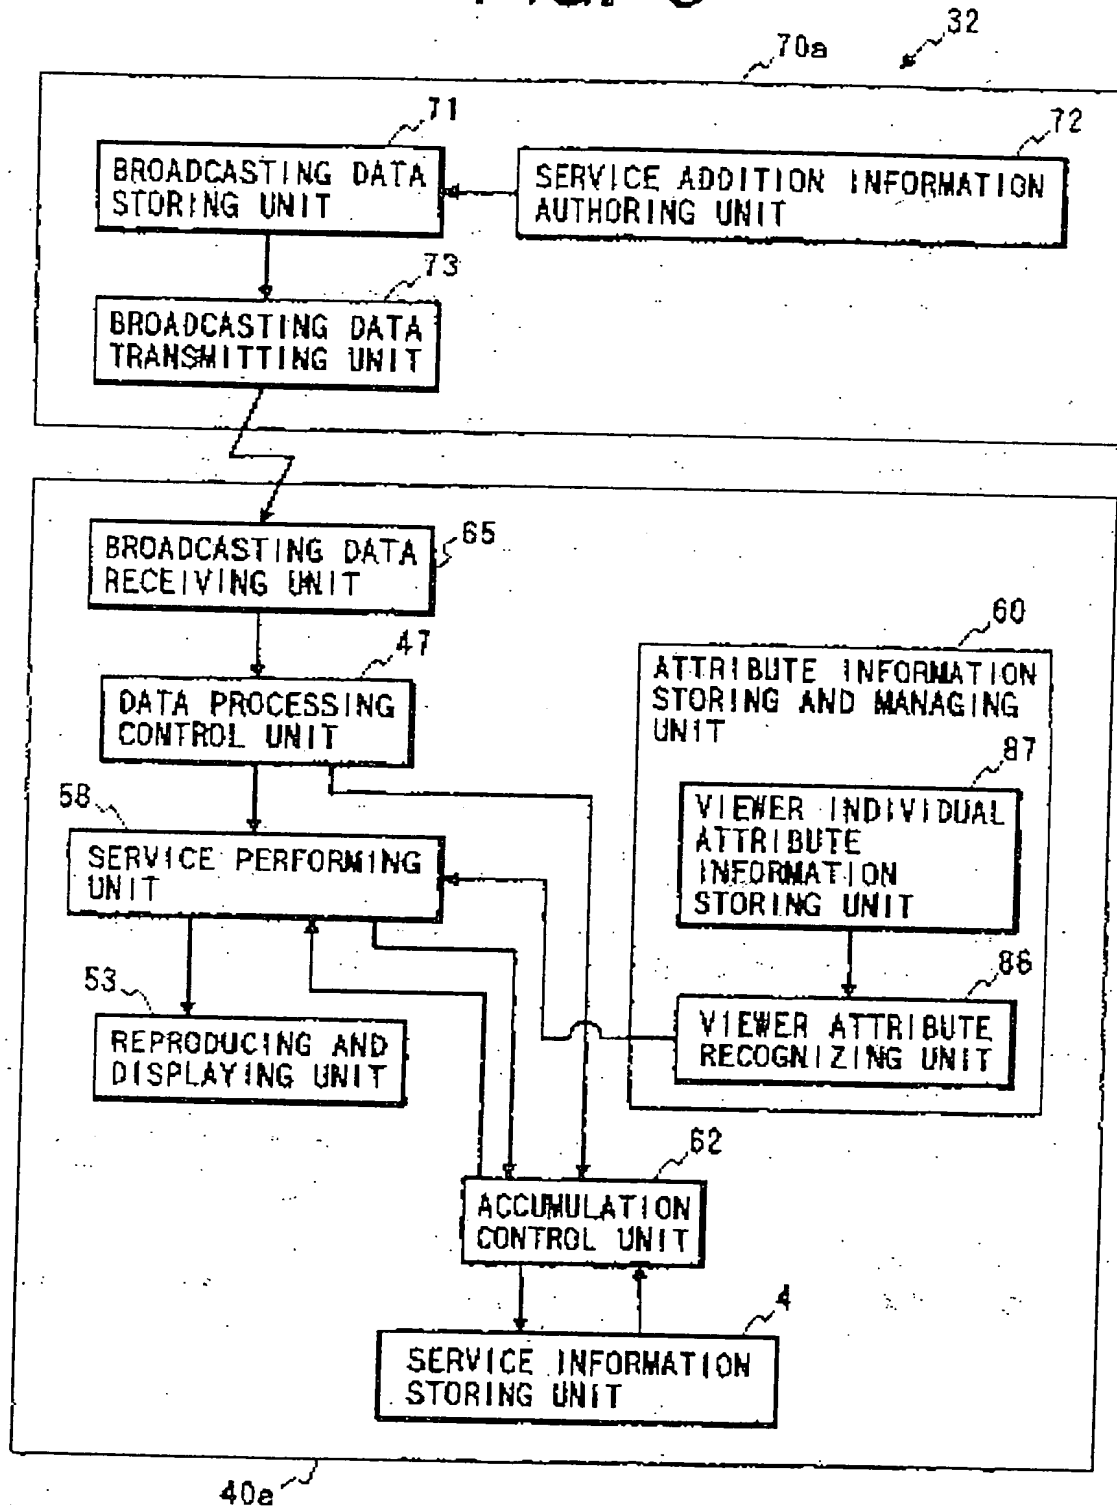 32
70a
71
72
BROADCASTING DATA
STORING UNIT
SERVICE ADDITION INFORMATION
AUTHORING UNIT
73
BROADCASTING DATA
TRANSMITTING UNIT
BROADCASTING DATA
RECEIVING UNIT
65
47
60
DATA PROCESSING
CONTROL UNIT
ATTRIBUTE INFORMATION
STORING AND MANAGING
UNIT
87
58
VIEWER INDIVIDUAL
ATTRIBUTE
INFORMATION
STORING UNIT
SERVICE PERFORMING
UNIT
53
86
REPRODUCING AND
DISPLAYING UNIT
VIEWER ATTRIBUTE
RECOGNIZING UNIT
62
ACCUMULATION
CONTROL UNIT
4
SERVICE INFORMATION
STORING UNIT
40a